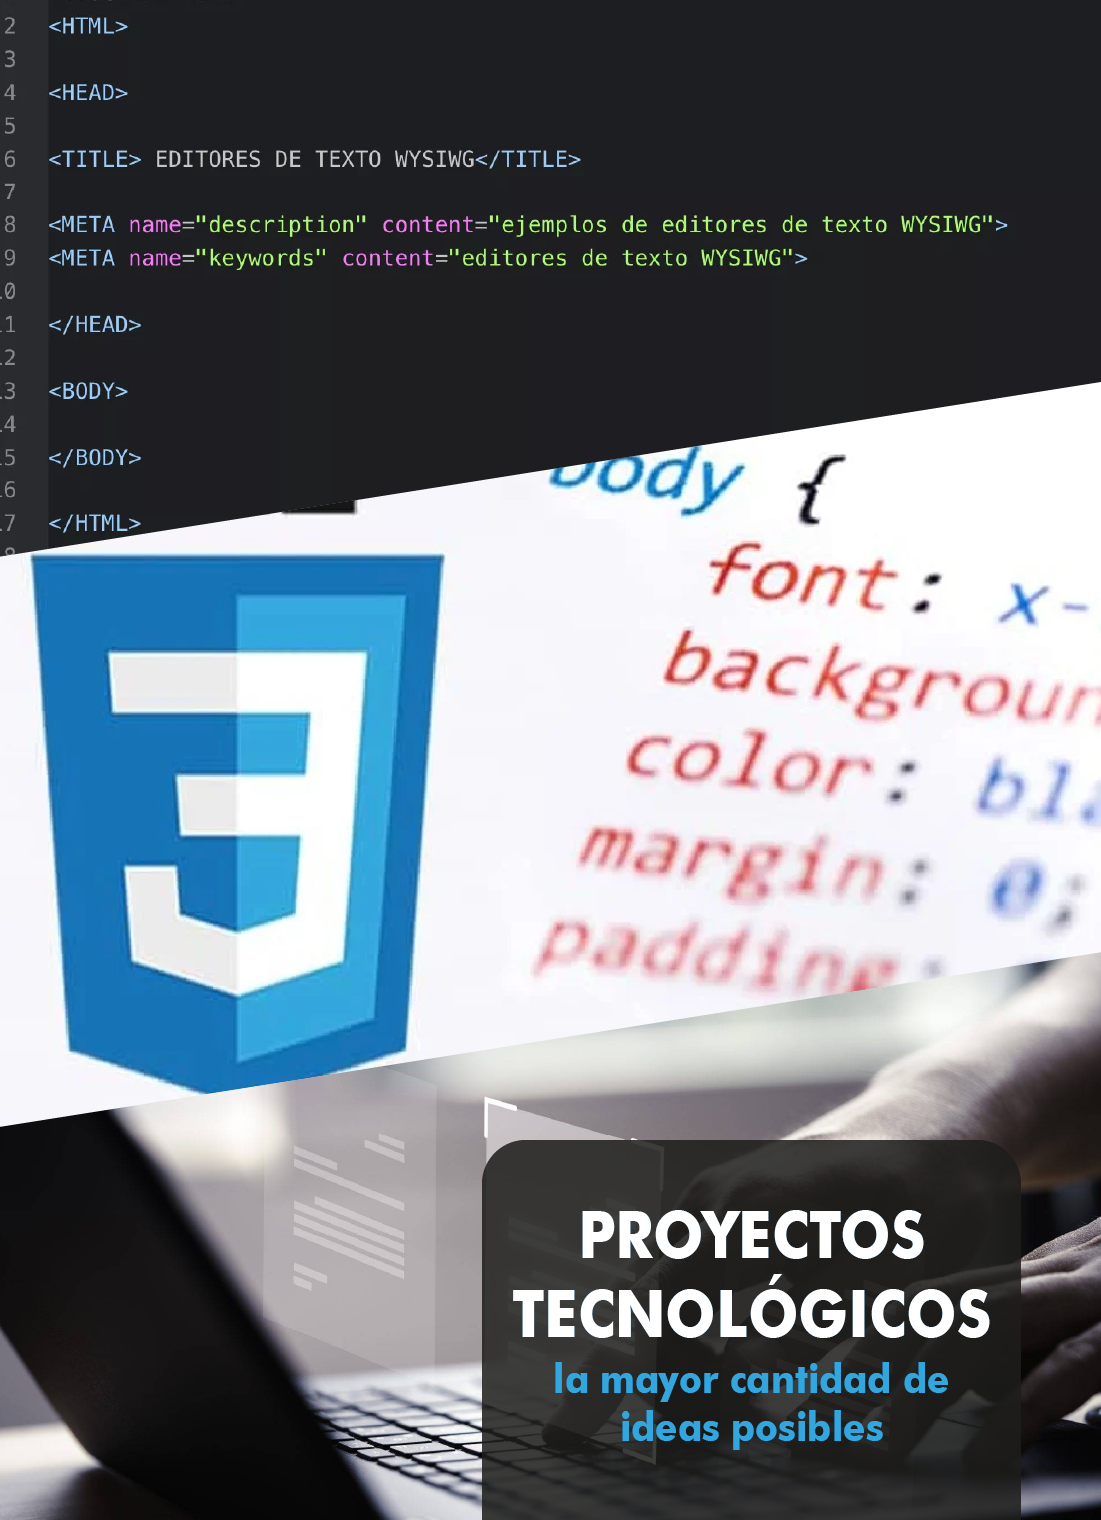 2 <HTML>
3
4 <HEAD>
5
6 <TITLE> EDITORES DE TEXTO WYSIWG</TITLE>
7
8 <META name="description" content="ejemplos de editores de texto WYSIWG">
9 <META name="keywords" content="editores de texto WYSIWG">
.0
.1 </HEAD>
.2
.3 <BODY>
.4
.5 </BODY>
.6
.7 </HTML>
body {
font: x-
backgroun
color: bla
margin: 0;
padding:
3
PROYECTOS
TECNOLÓGICOS
la mayor cantidad de
ideas posibles